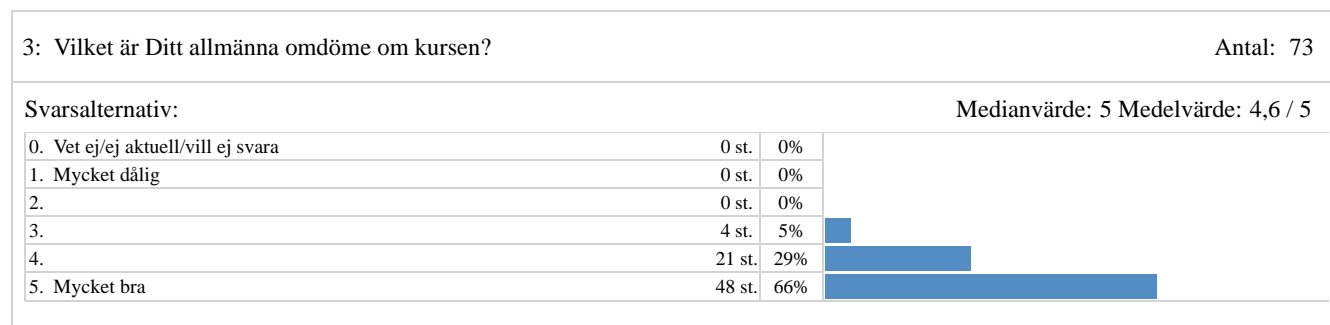 3: Vilket är Ditt allmänna omdöme om kursen? Antal: 73
Svarsalternativ: Medianvärde: 5 Medelvärde: 4,6 / 5
0. Vet ej/ej aktuell/vill ej svara 0 st. 0%
1. Mycket dålig 0 st. 0%
2. 0 st. 0%
3. 4 st. 5%
4. 21 st. 29%
5. Mycket bra 48 st. 66%